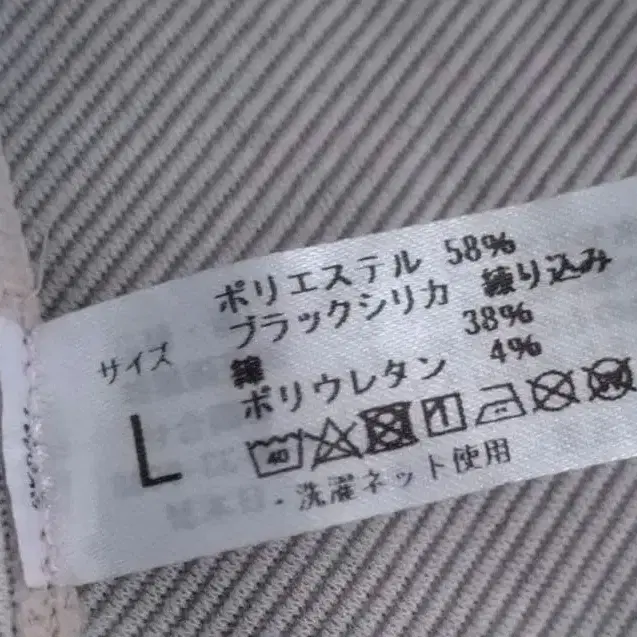 ポリエステル 58%
ブラックシリカ 練り込み
綿 38%
ポリウレタン 4%
サイズ
L
40
・洗濯ネット使用